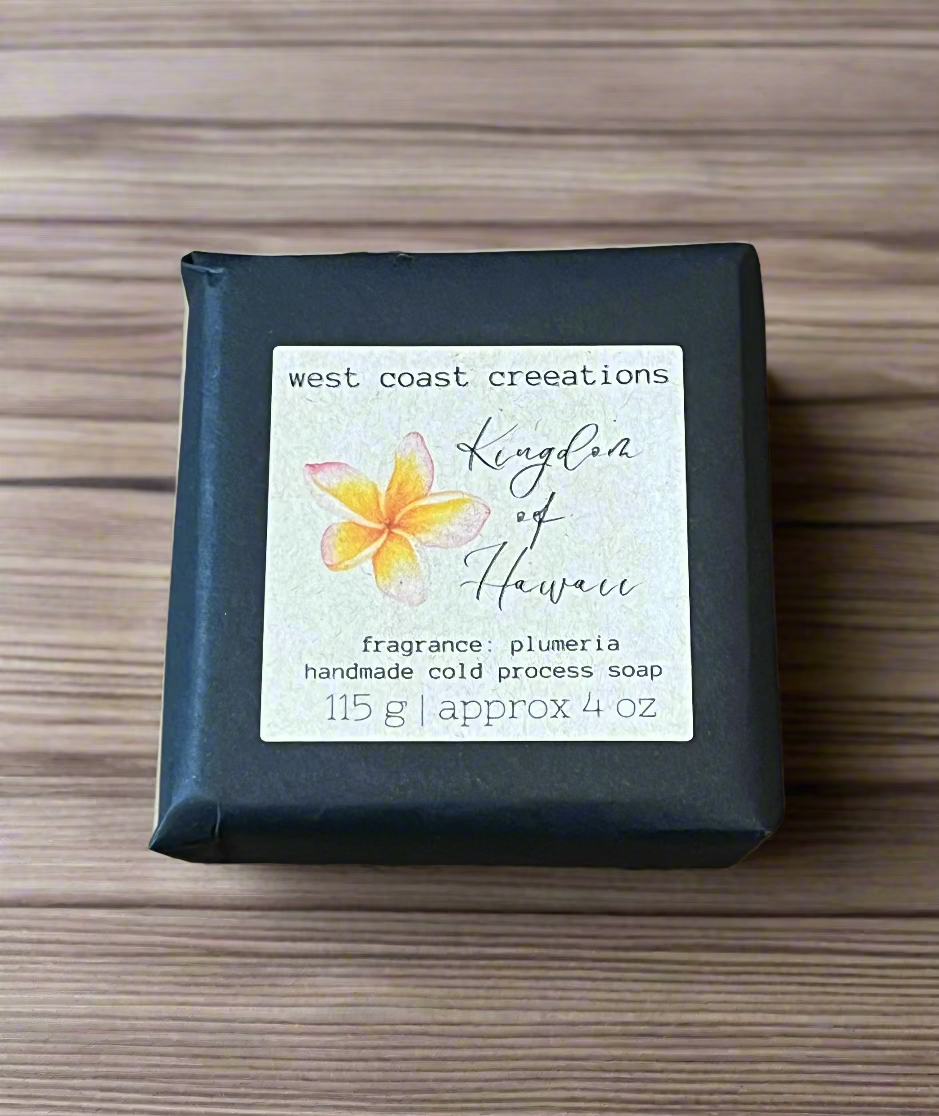 west coast creeations
Kingdom
of
Hawaii
fragrance: plumeria
handmade cold process soap
115 g | approx 4 oz